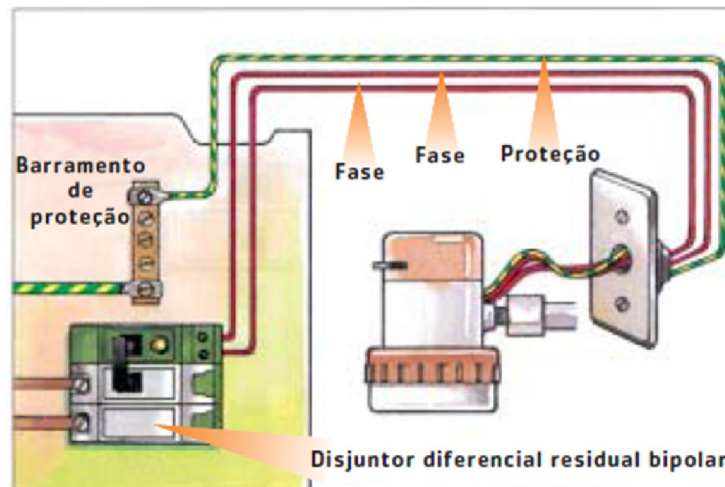 Barramento
de
proteção
Fase
Fase
Proteção
Disjuntor diferencial residual bipolar